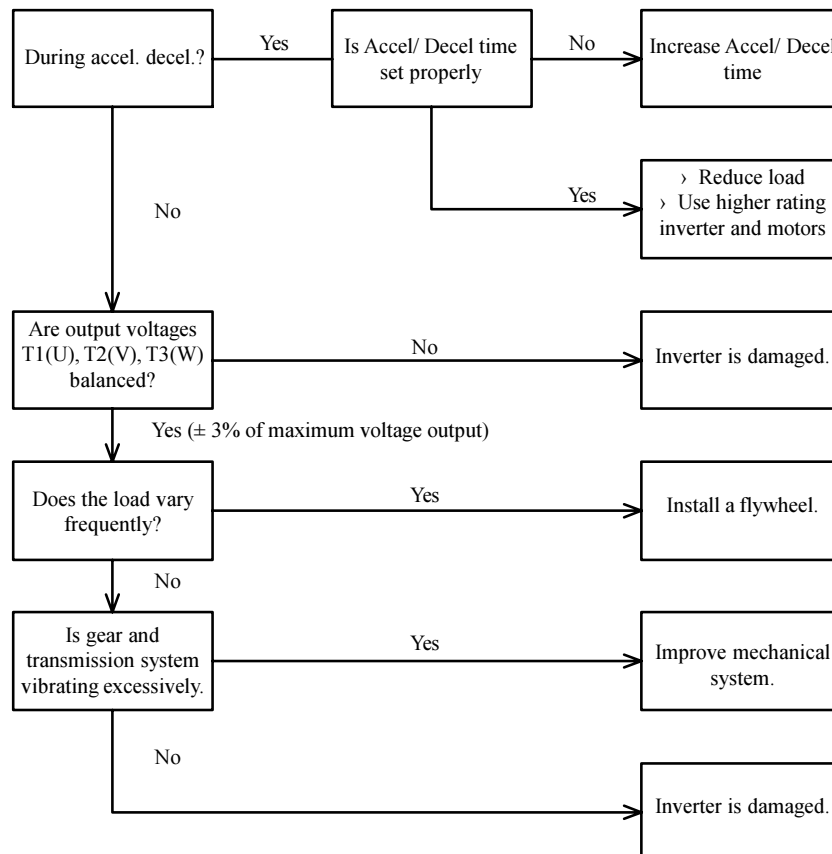 During accel. decel.?
Yes
Is Accel/ Decel time
set properly
No
Increase Accel/ Decel
time
No
Yes
› Reduce load
› Use higher rating
inverter and motors
Are output voltages
T1(U), T2(V), T3(W)
balanced?
No
Inverter is damaged.
Yes (± 3% of maximum voltage output)
Does the load vary
frequently?
Yes
Install a flywheel.
No
Is gear and
transmission system
vibrating excessively.
Yes
Improve mechanical
system.
No
Inverter is damaged.